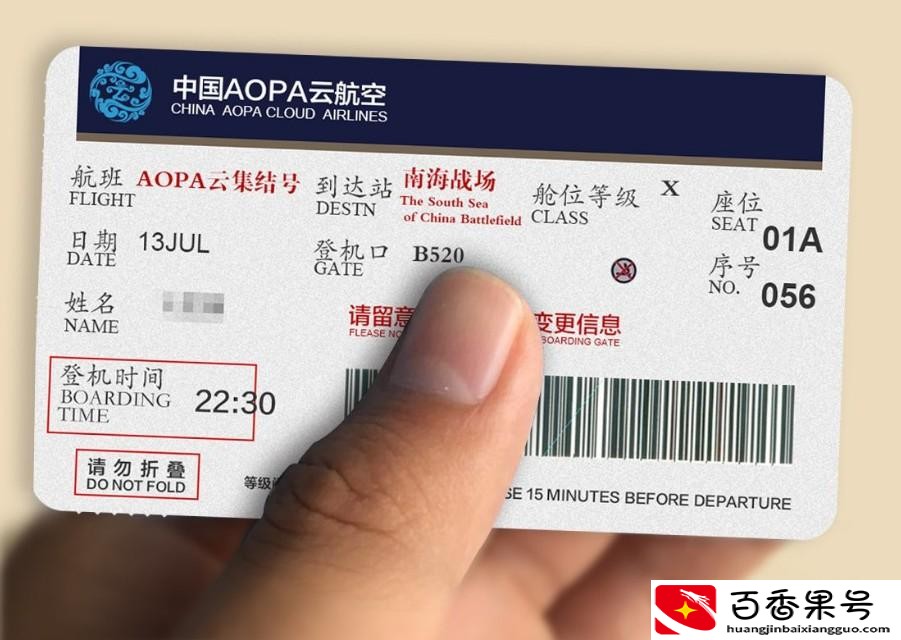 中国AOPA云航空
CHINA AOPA CLOUD AIRLINES
航班 AOPA云集结号
FLIGHT
到达站 南海战场
DESTN The South Sea
of China Battlefield
舱位等级 X
CLASS
座位
SEAT 01A
日期 13JUL
DATE
登机口 B520
GATE
序号
NO. 056
姓名
NAME
请留意 变更信息
PLEASE BOARDING GATE
登机时间
BOARDING 22:30
TIME
请勿折叠
DO NOT FOLD
等级 15 MINUTES BEFORE DEPARTURE
百香果号
huangjinbaixiangguo.com